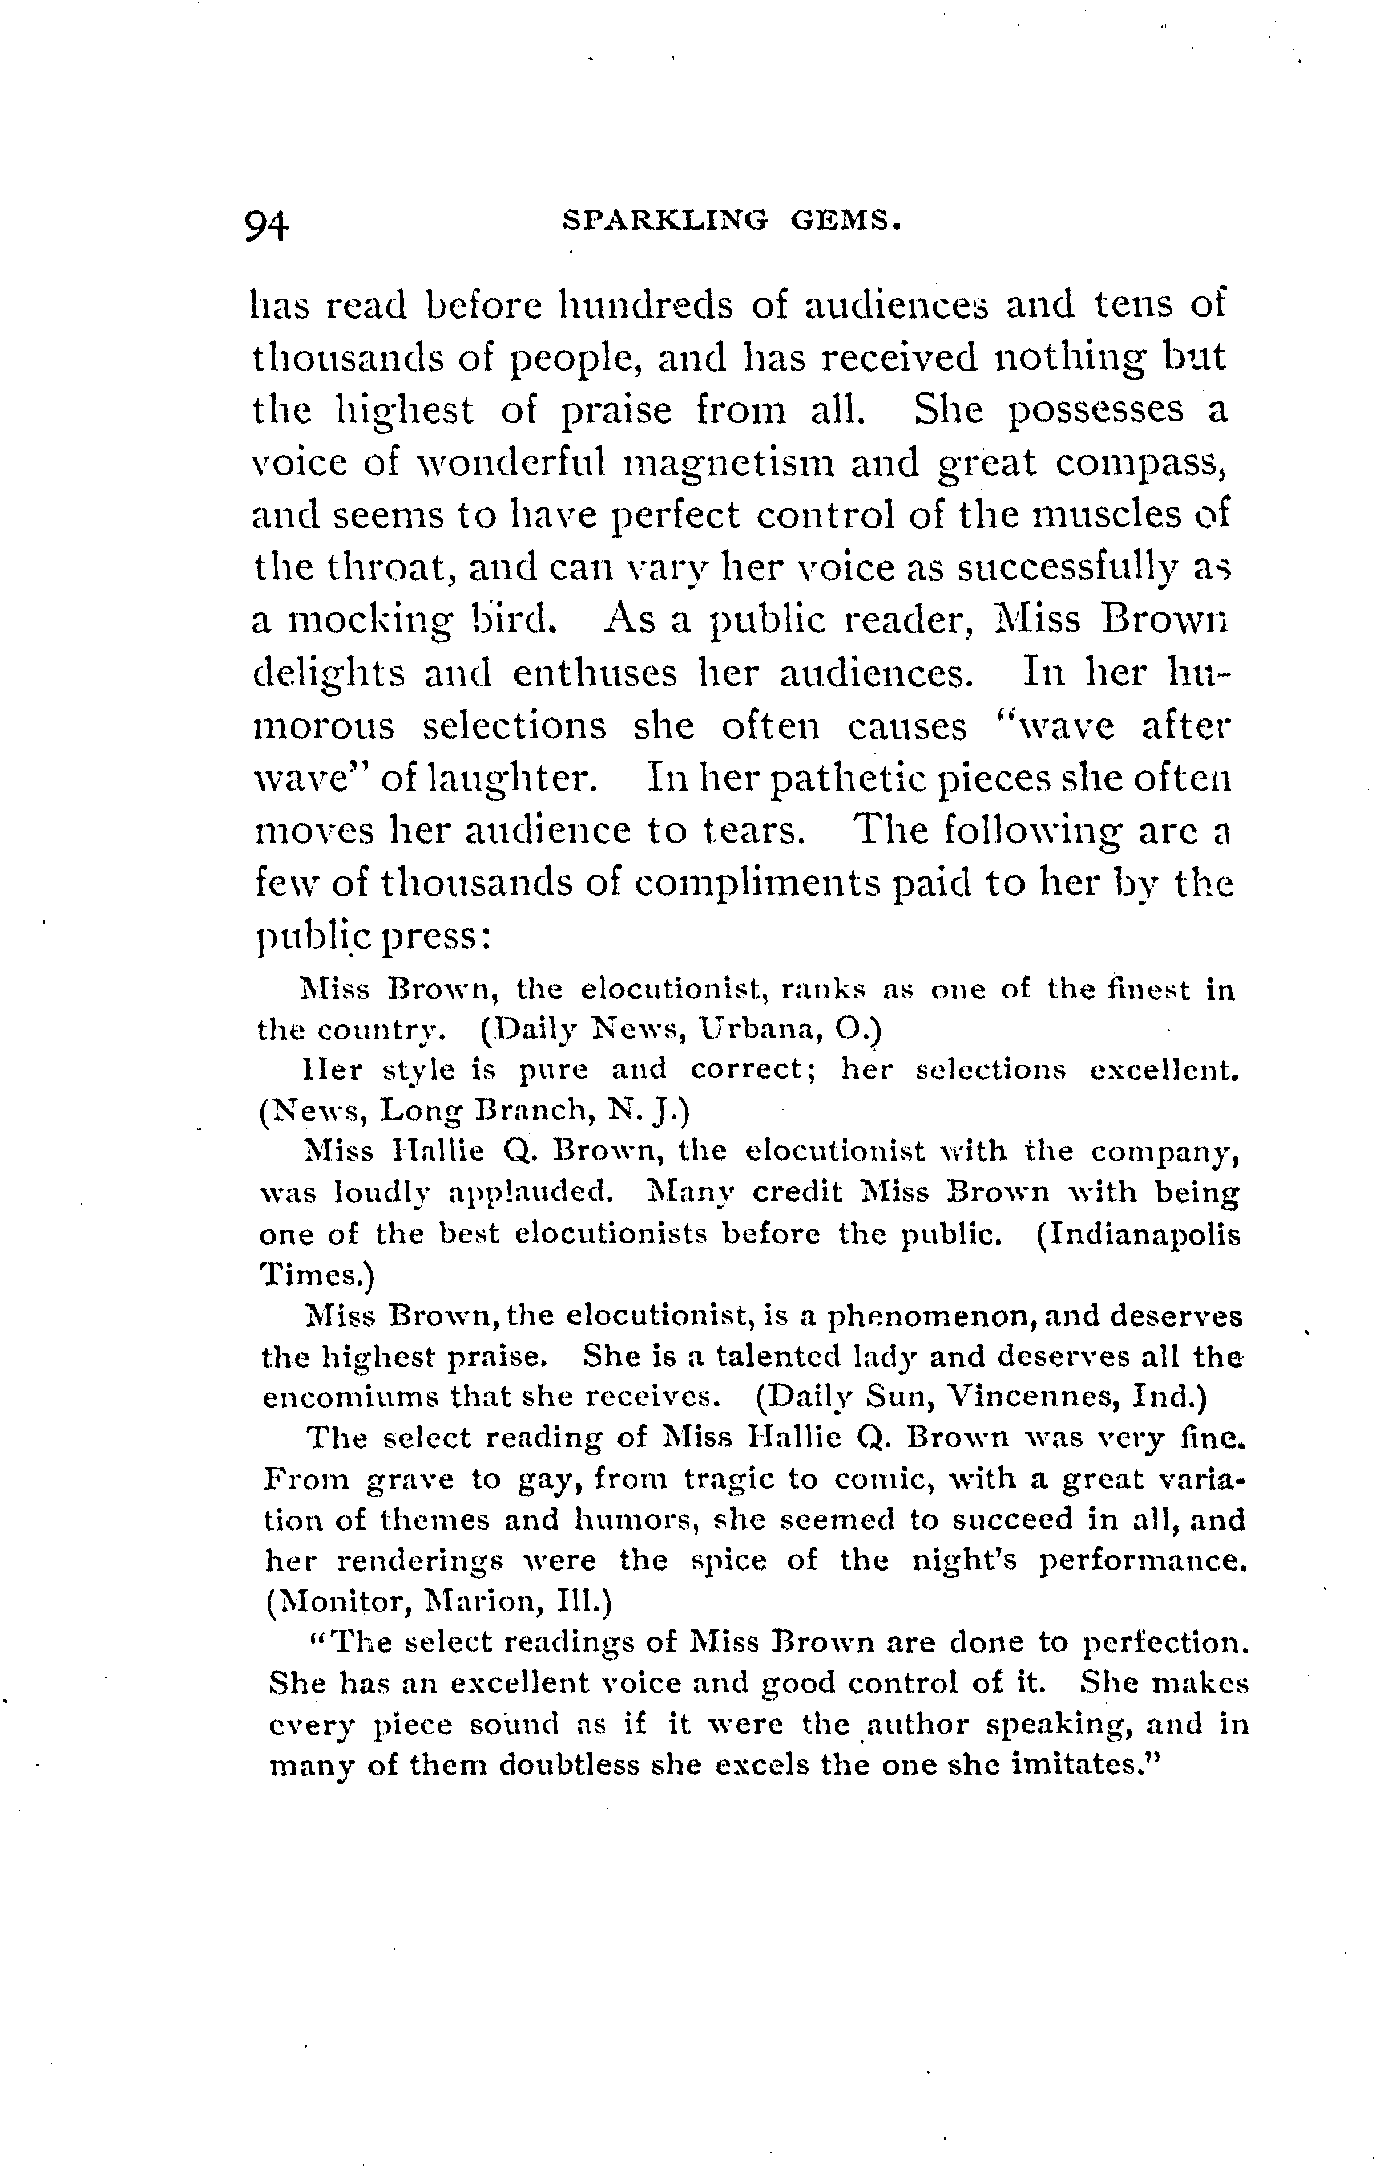 94 SPARKLING GEMS.
has read before hundreds of audiences and tens of
thousands of people, and has received nothing but
the highest of praise from all. She possesses a
voice of wonderful magnetism and great compass,
and seems to have perfect control of the muscles of
the throat, and can vary her voice as successfully as
a mocking bird. As a public reader, Miss Brown
delights and enthuses her audiences. In her hu-
morous selections she often causes "wave after
wave" of laughter. In her pathetic pieces she often
moves her audience to tears. The following are a
few of thousands of compliments paid to her by the
public press:
Miss Brown, the elocutionist, ranks as one of the finest in
the country. (Daily News, Urbana, O.)
Her style is pure and correct; her selections excellent.
(News, Long Branch, N. J.)
Miss Hallie Q. Brown, the elocutionist with the company,
was loudly applauded. Many credit Miss Brown with being
one of the best elocutionists before the public. (Indianapolis
Times.)
Miss Brown, the elocutionist, is a phenomenon, and deserves
the highest praise. She is a talented lady and deserves all the
encomiums that she receives. (Daily Sun, Vincennes, Ind.)
The select reading of Miss Hallie Q. Brown was very fine.
From grave to gay, from tragic to comic, with a great varia-
tion of themes and humors, she seemed to succeed in all, and
her renderings were the spice of the night's performance.
(Monitor, Marion, Ill.)
"The select readings of Miss Brown are done to perfection.
She has an excellent voice and good control of it. She makes
every piece sound as if it were the author speaking, and in
many of them doubtless she excels the one she imitates."